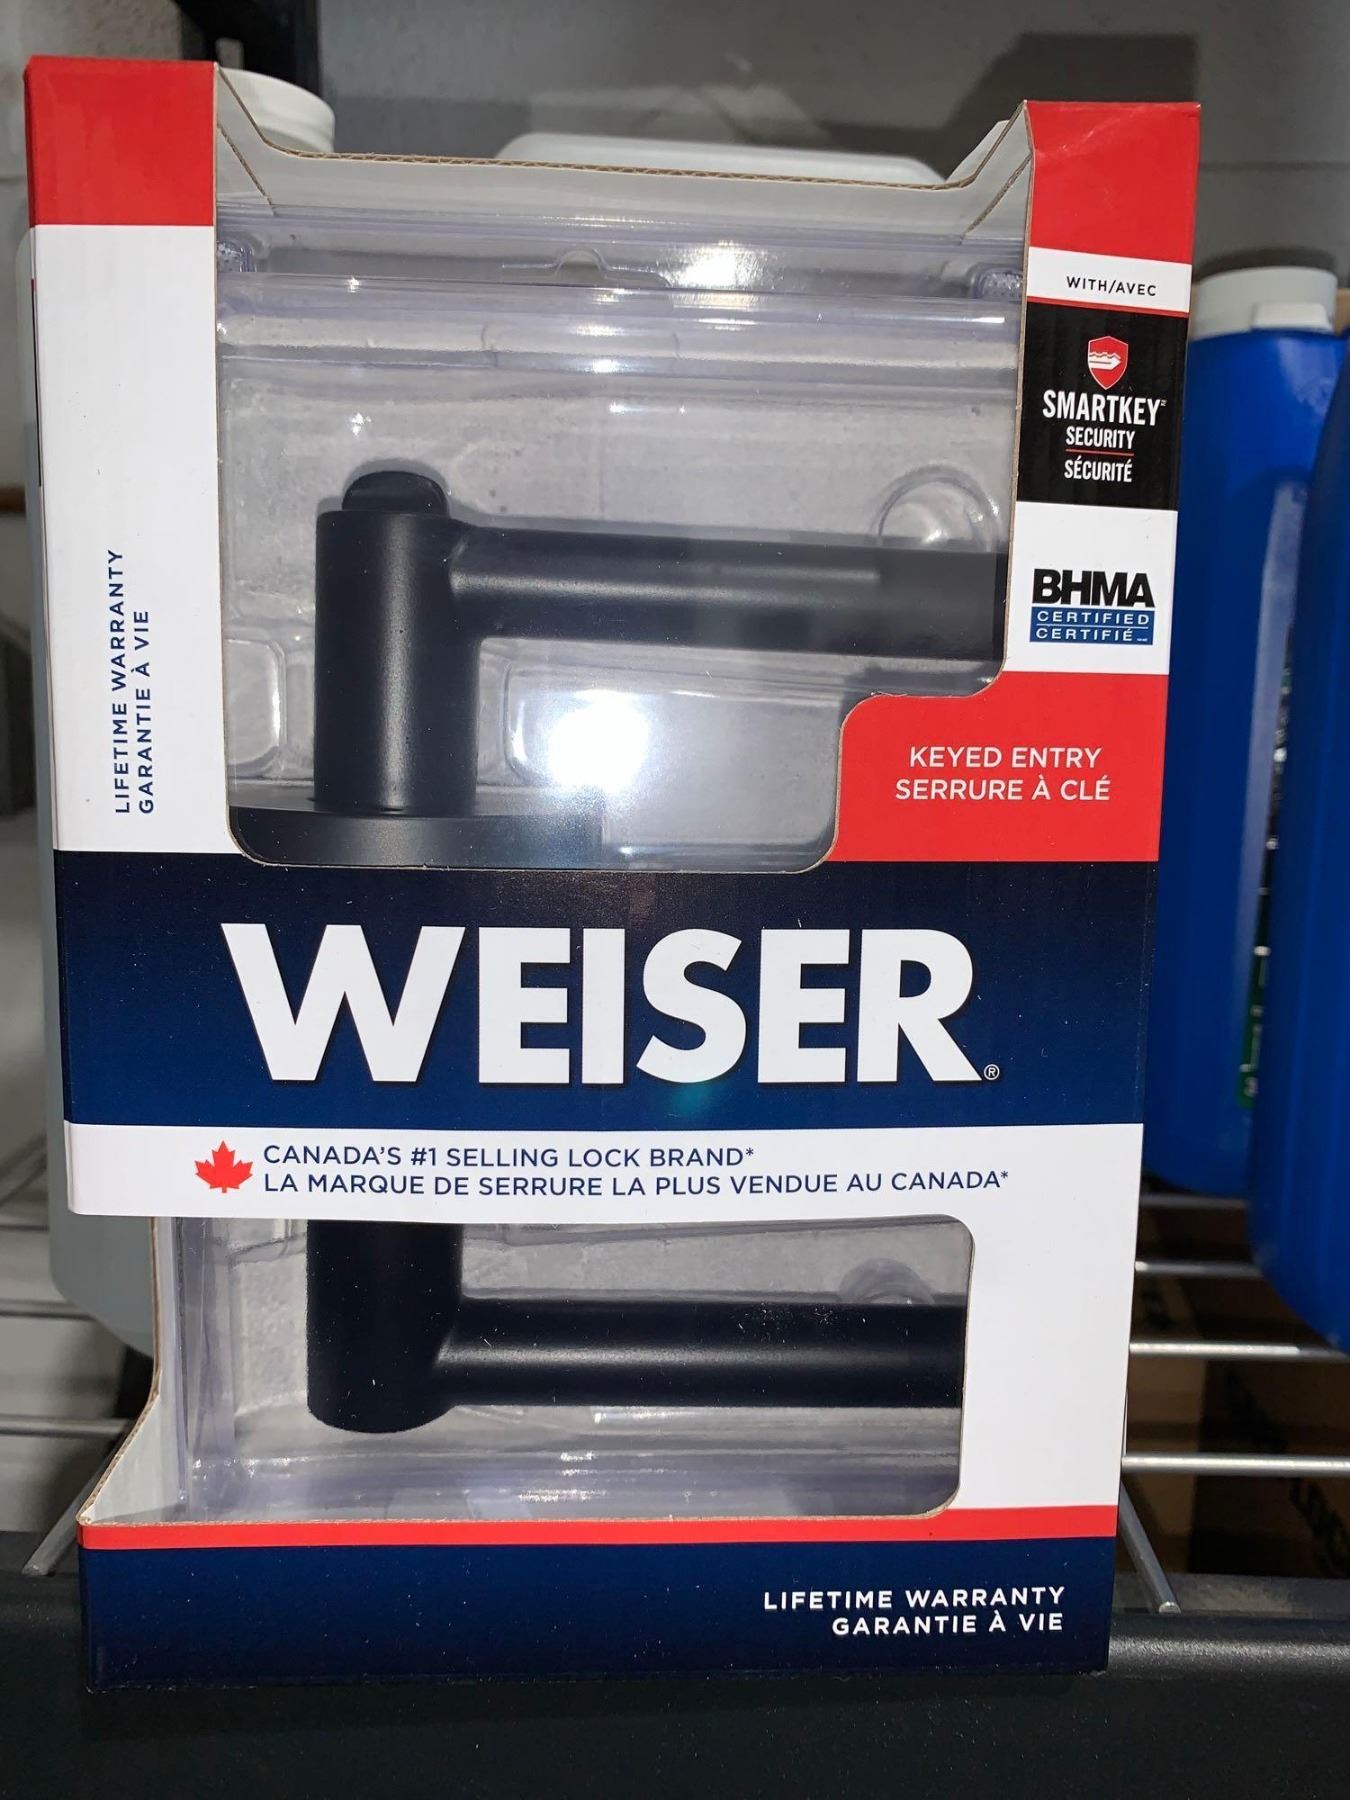 WITH/AVEC
SMARTKEY
SECURITY
SÉCURITÉ
BHMA
CERTIFIED
CERTIFIÉ
LIFETIME WARRANTY
GARANTIE À VIE
KEYED ENTRY
SERRURE À CLÉ
WEISER®
CANADA'S #1 SELLING LOCK BRAND*
LA MARQUE DE SERRURE LA PLUS VENDUE AU CANADA*
LIFETIME WARRANTY
GARANTIE À VIE